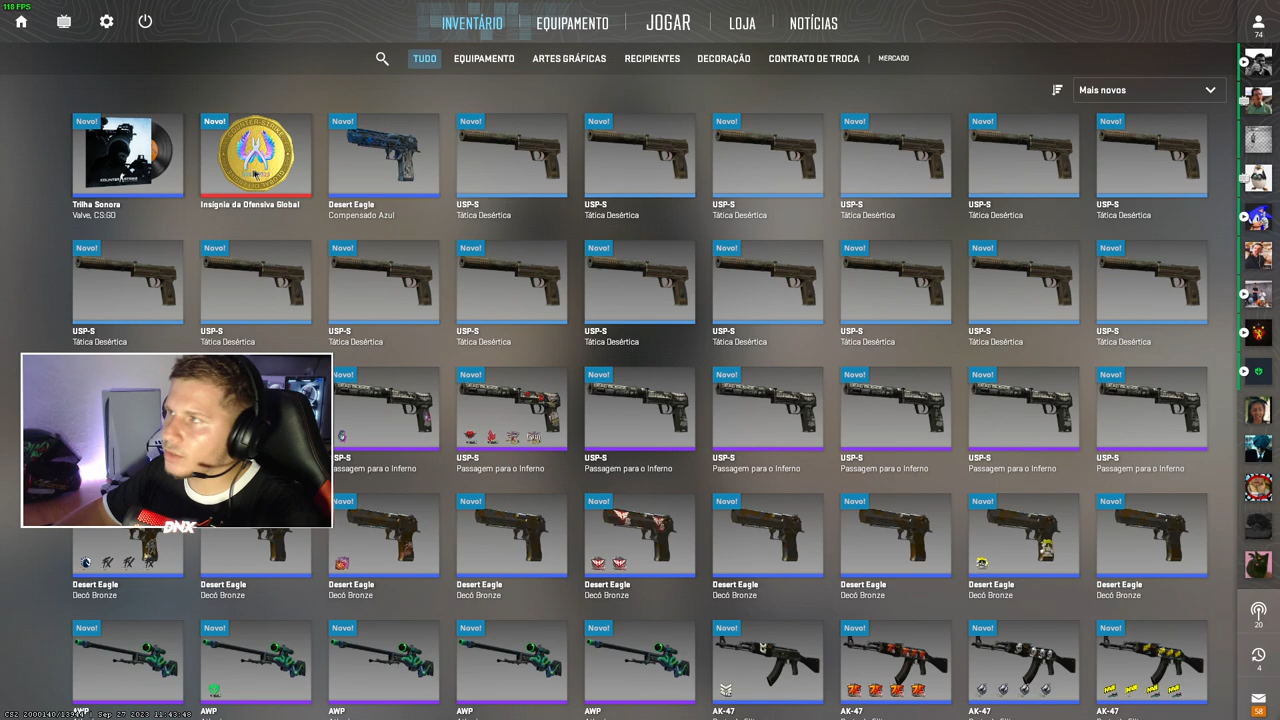 116 FPS
INVENTÁRIO
EQUIPAMENTO
JOGAR
LOJA
NOTÍCIAS
74
TUDO
EQUIPAMENTO
ARTES GRÁFICAS
RECIPIENTES
DECORAÇÃO
CONTRATO DE TROCA
MERCADO
Mais novos
Novo! Novo! Novo! Novo! Novo! Novo! Novo! Novo! Novo!
Trilha Sonora Insígnia da Ofensiva Global Desert Eagle USP-S USP-S USP-S USP-S USP-S USP-S
Valve, CS:GO Compensado Azul Tática Desértica Tática Desértica Tática Desértica Tática Desértica Tática Desértica Tática Desértica
Novo! Novo! Novo! Novo! Novo! Novo! Novo! Novo! Novo!
USP-S USP-S USP-S USP-S USP-S USP-S USP-S USP-S USP-S
Tática Desértica Tática Desértica Tática Desértica Tática Desértica Tática Desértica Tática Desértica Tática Desértica Tática Desértica Tática Desértica
Novo! Novo! Novo! Novo! Novo! Novo!
USP-S USP-S USP-S USP-S USP-S USP-S USP-S
Passagem para o Inferno Passagem para o Inferno Passagem para o Inferno Passagem para o Inferno Passagem para o Inferno Passagem para o Inferno
DNX
Novo! Novo! Novo! Novo! Novo! Novo!
Desert Eagle Desert Eagle Desert Eagle Desert Eagle Desert Eagle Desert Eagle Desert Eagle Desert Eagle Desert Eagle
Decô Bronze Decô Bronze Decô Bronze Decô Bronze Decô Bronze Decô Bronze Decô Bronze Decô Bronze Decô Bronze
Novo! Novo! Novo! Novo! Novo! Novo! Novo! Novo! Novo!
AWP AWP AWP AWP AWP AK-47 AK-47 AK-47 AK-47
20
4
58